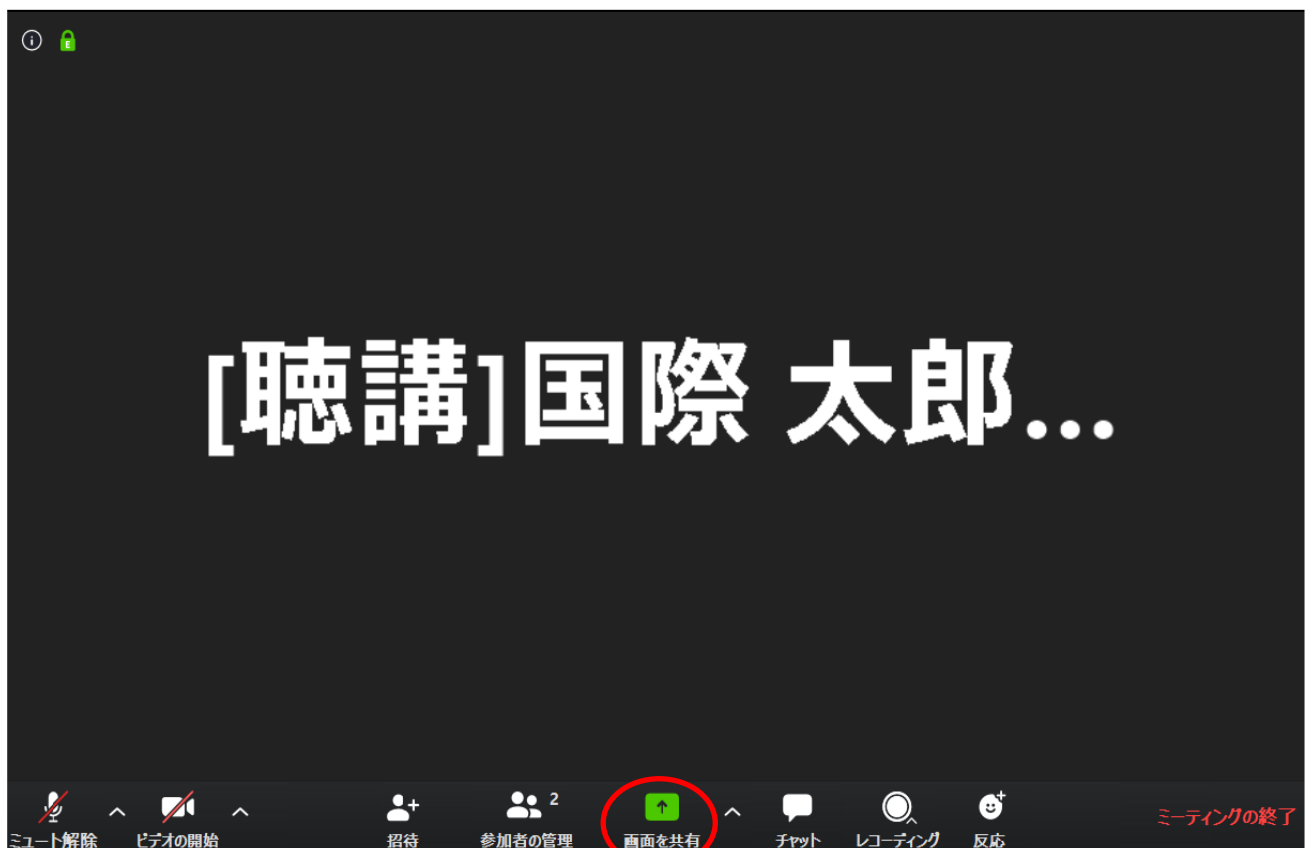 [聴講]国際 太郎...
2
ミュート解除
ビデオの開始
招待
参加者の管理
画面を共有
チャット
レコーディング
反応
ミーティングの終了